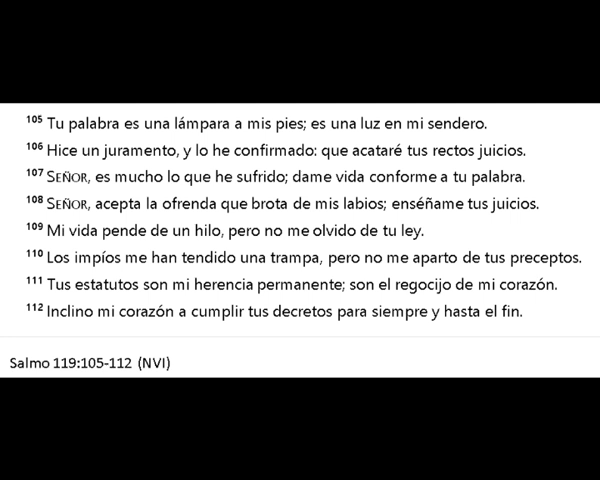 105 Tu palabra es una lámpara a mis pies; es una luz en mi sendero.
106 Hice un juramento, y lo he confirmado: que acataré tus rectos juicios.
107 SEÑOR, es mucho lo que he sufrido; dame vida conforme a tu palabra.
108 SEÑOR, acepta la ofrenda que brota de mis labios; enséñame tus juicios.
109 Mi vida pende de un hilo, pero no me olvido de tu ley.
110 Los impíos me han tendido una trampa, pero no me aparto de tus preceptos.
111 Tus estatutos son mi herencia permanente; son el regocijo de mi corazón.
112 Inclino mi corazón a cumplir tus decretos para siempre y hasta el fin.
Salmo 119:105-112 (NVI)